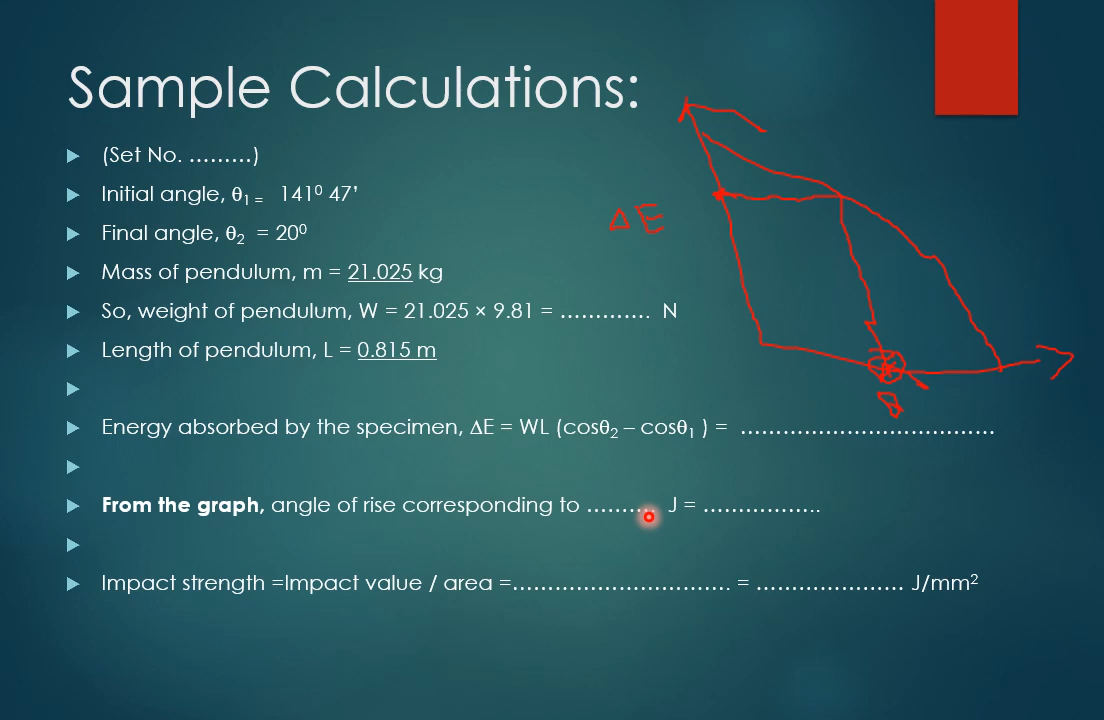 Sample Calculations:
(Set No. .........)
Initial angle, θ₁ = 141⁰ 47’
Final angle, θ₂ = 20⁰
ΔE
Mass of pendulum, m = 21.025 kg
So, weight of pendulum, W = 21.025 × 9.81 = ............. N
Length of pendulum, L = 0.815 m
Energy absorbed by the specimen, ΔE = WL (cosθ₂ – cosθ₁ ) = ....................................
From the graph, angle of rise corresponding to .......... J = .................
Impact strength =Impact value / area =............................... = ..................... J/mm²